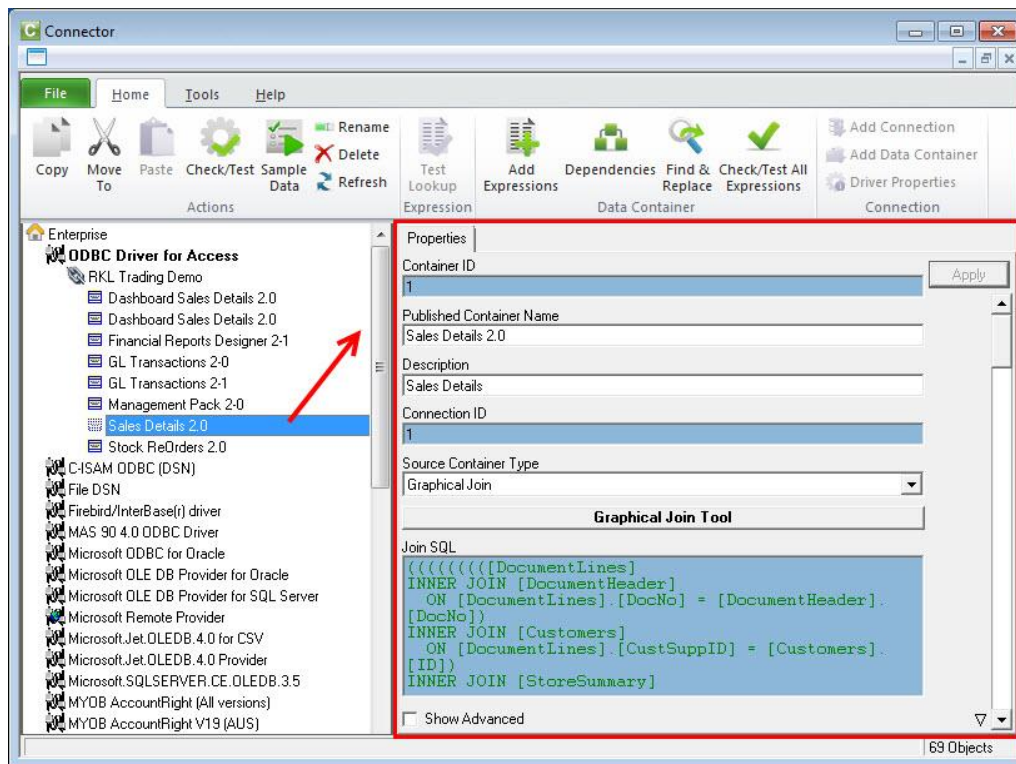 Connector
File
Home
Tools
Help
Copy
Move To
Paste
Check/Test
Sample Data
Rename
Delete
Refresh
Actions
Test Lookup
Expression
Add Expressions
Dependencies
Find & Replace
Check/Test All Expressions
Data Container
Add Connection
Add Data Container
Driver Properties
Connection
Enterprise
ODBC Driver for Access
RKL Trading Demo
Dashboard Sales Details 2.0
Dashboard Sales Details 2.0
Financial Reports Designer 2-1
GL Transactions 2-0
GL Transactions 2-1
Management Pack 2-0
Sales Details 2.0
Stock ReOrders 2.0
C-ISAM ODBC (DSN)
File DSN
Firebird/InterBase(r) driver
MAS 90 4.0 ODBC Driver
Microsoft ODBC for Oracle
Microsoft OLE DB Provider for Oracle
Microsoft OLE DB Provider for SQL Server
Microsoft Remote Provider
Microsoft.Jet.OLEDB.4.0 for CSV
Microsoft.Jet.OLEDB.4.0 Provider
Microsoft.SQLSERVER.CE.OLEDB.3.5
MYOB AccountRight (All versions)
MYOB AccountRight V19 (AUS)
Properties
Container ID
Apply
1
Published Container Name
Sales Details 2.0
Description
Sales Details
Connection ID
1
Source Container Type
Graphical Join
Graphical Join Tool
Join SQL
((((((((([DocumentLines]
INNER JOIN [DocumentHeader]
ON [DocumentLines].[DocNo] = [DocumentHeader].
[DocNo])
INNER JOIN [Customers]
ON [DocumentLines].[CustSuppID] = [Customers].
[ID])
INNER JOIN [StoreSummary]
Show Advanced
69 Objects